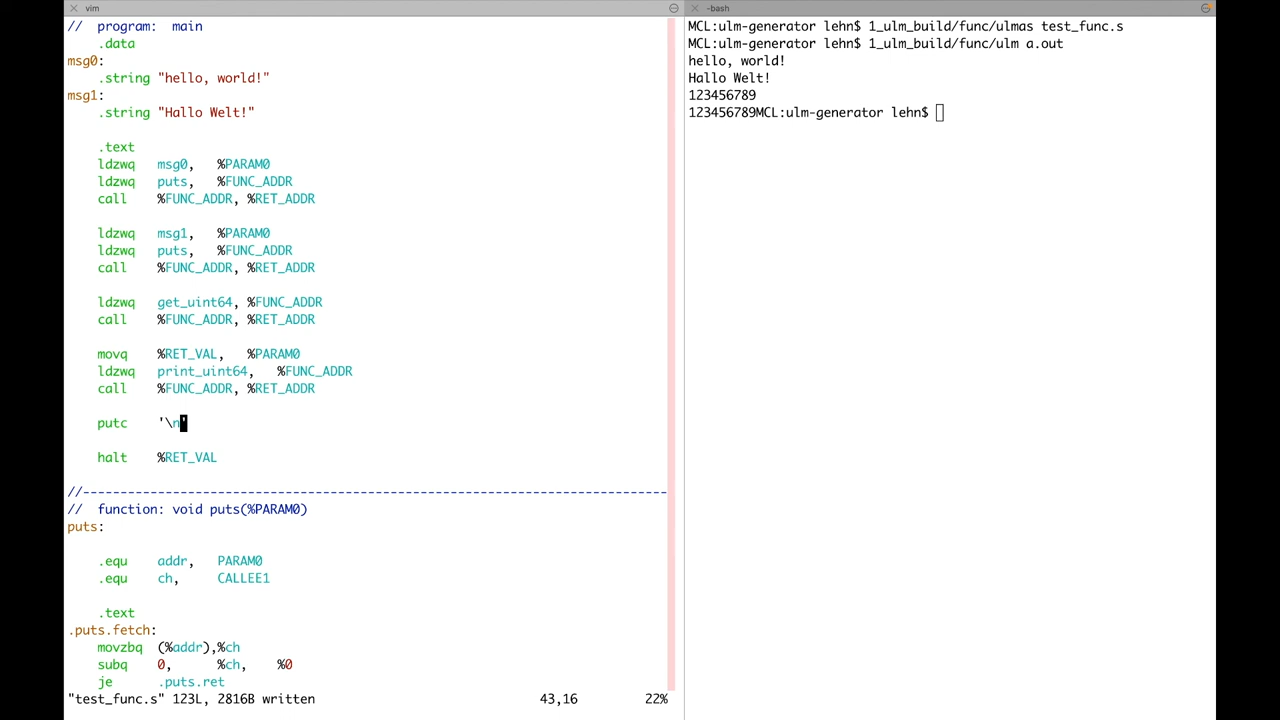 vim
//  program:  main
    .data
msg0:
    .string "hello, world!"
msg1:
    .string "Hallo Welt!"
    .text
    ldzwq   msg0,   %PARAM0
    ldzwq   puts,   %FUNC_ADDR
    call    %FUNC_ADDR, %RET_ADDR
    ldzwq   msg1,   %PARAM0
    ldzwq   puts,   %FUNC_ADDR
    call    %FUNC_ADDR, %RET_ADDR
    ldzwq   get_uint64, %FUNC_ADDR
    call    %FUNC_ADDR, %RET_ADDR
    movq    %RET_VAL,   %PARAM0
    ldzwq   print_uint64,   %FUNC_ADDR
    call    %FUNC_ADDR, %RET_ADDR
    putc    '\n'
    halt    %RET_VAL
//------------------------------------------------------------------------------
//  function: void puts(%PARAM0)
puts:
    .equ    addr,   PARAM0
    .equ    ch,     CALLEE1
    .text
.puts.fetch:
    movzbq  (%addr),%ch
    subq    0,      %ch,    %0
    je      .puts.ret
"test_func.s" 123L, 2816B written                              43,16         22%
-bash
MCL:ulm-generator lehn$ 1_ulm_build/func/ulmas test_func.s
MCL:ulm-generator lehn$ 1_ulm_build/func/ulm a.out
hello, world!
Hallo Welt!
123456789
123456789MCL:ulm-generator lehn$